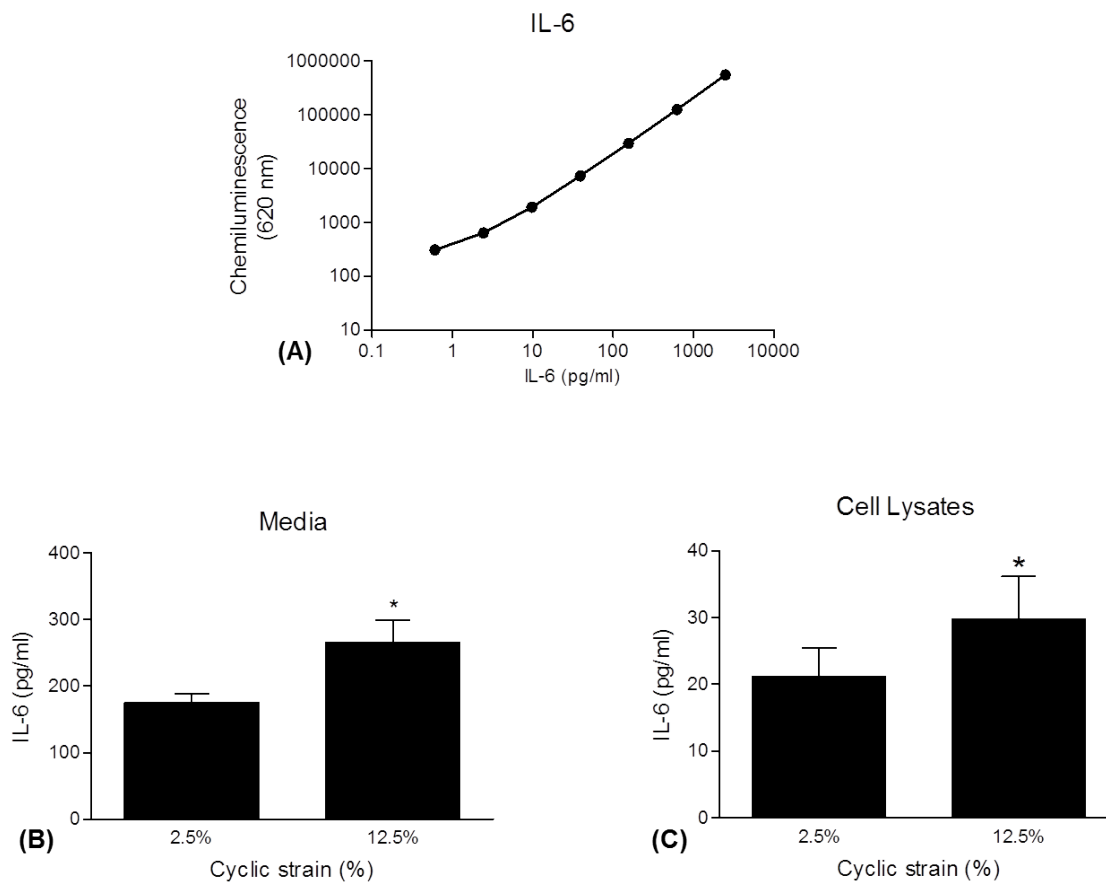 IL-6
Chemiluminescence
(620 nm)
1000000
100000
10000
1000
100
10
0.1
1
10
100
1000
10000
IL-6 (pg/ml)
(A)
Media
IL-6 (pg/ml)
400
300
200
100
0
*
2.5%
12.5%
Cyclic strain (%)
(B)
Cell Lysates
IL-6 (pg/ml)
40
30
20
10
0
*
2.5%
12.5%
Cyclic strain (%)
(C)